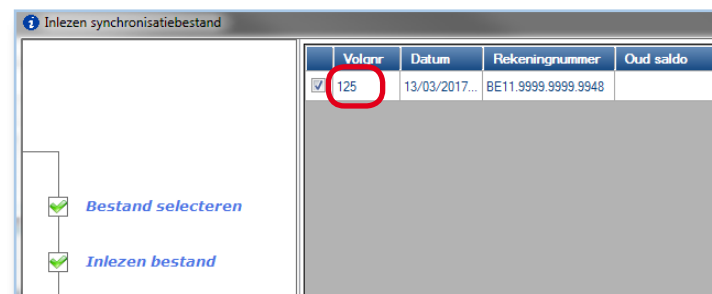 Inlezen synchronisatiebestand
Volgnr Datum Rekeningnummer Oud saldo
125 13/03/2017... BE11.9999.9999.9948
Bestand selecteren
Inlezen bestand